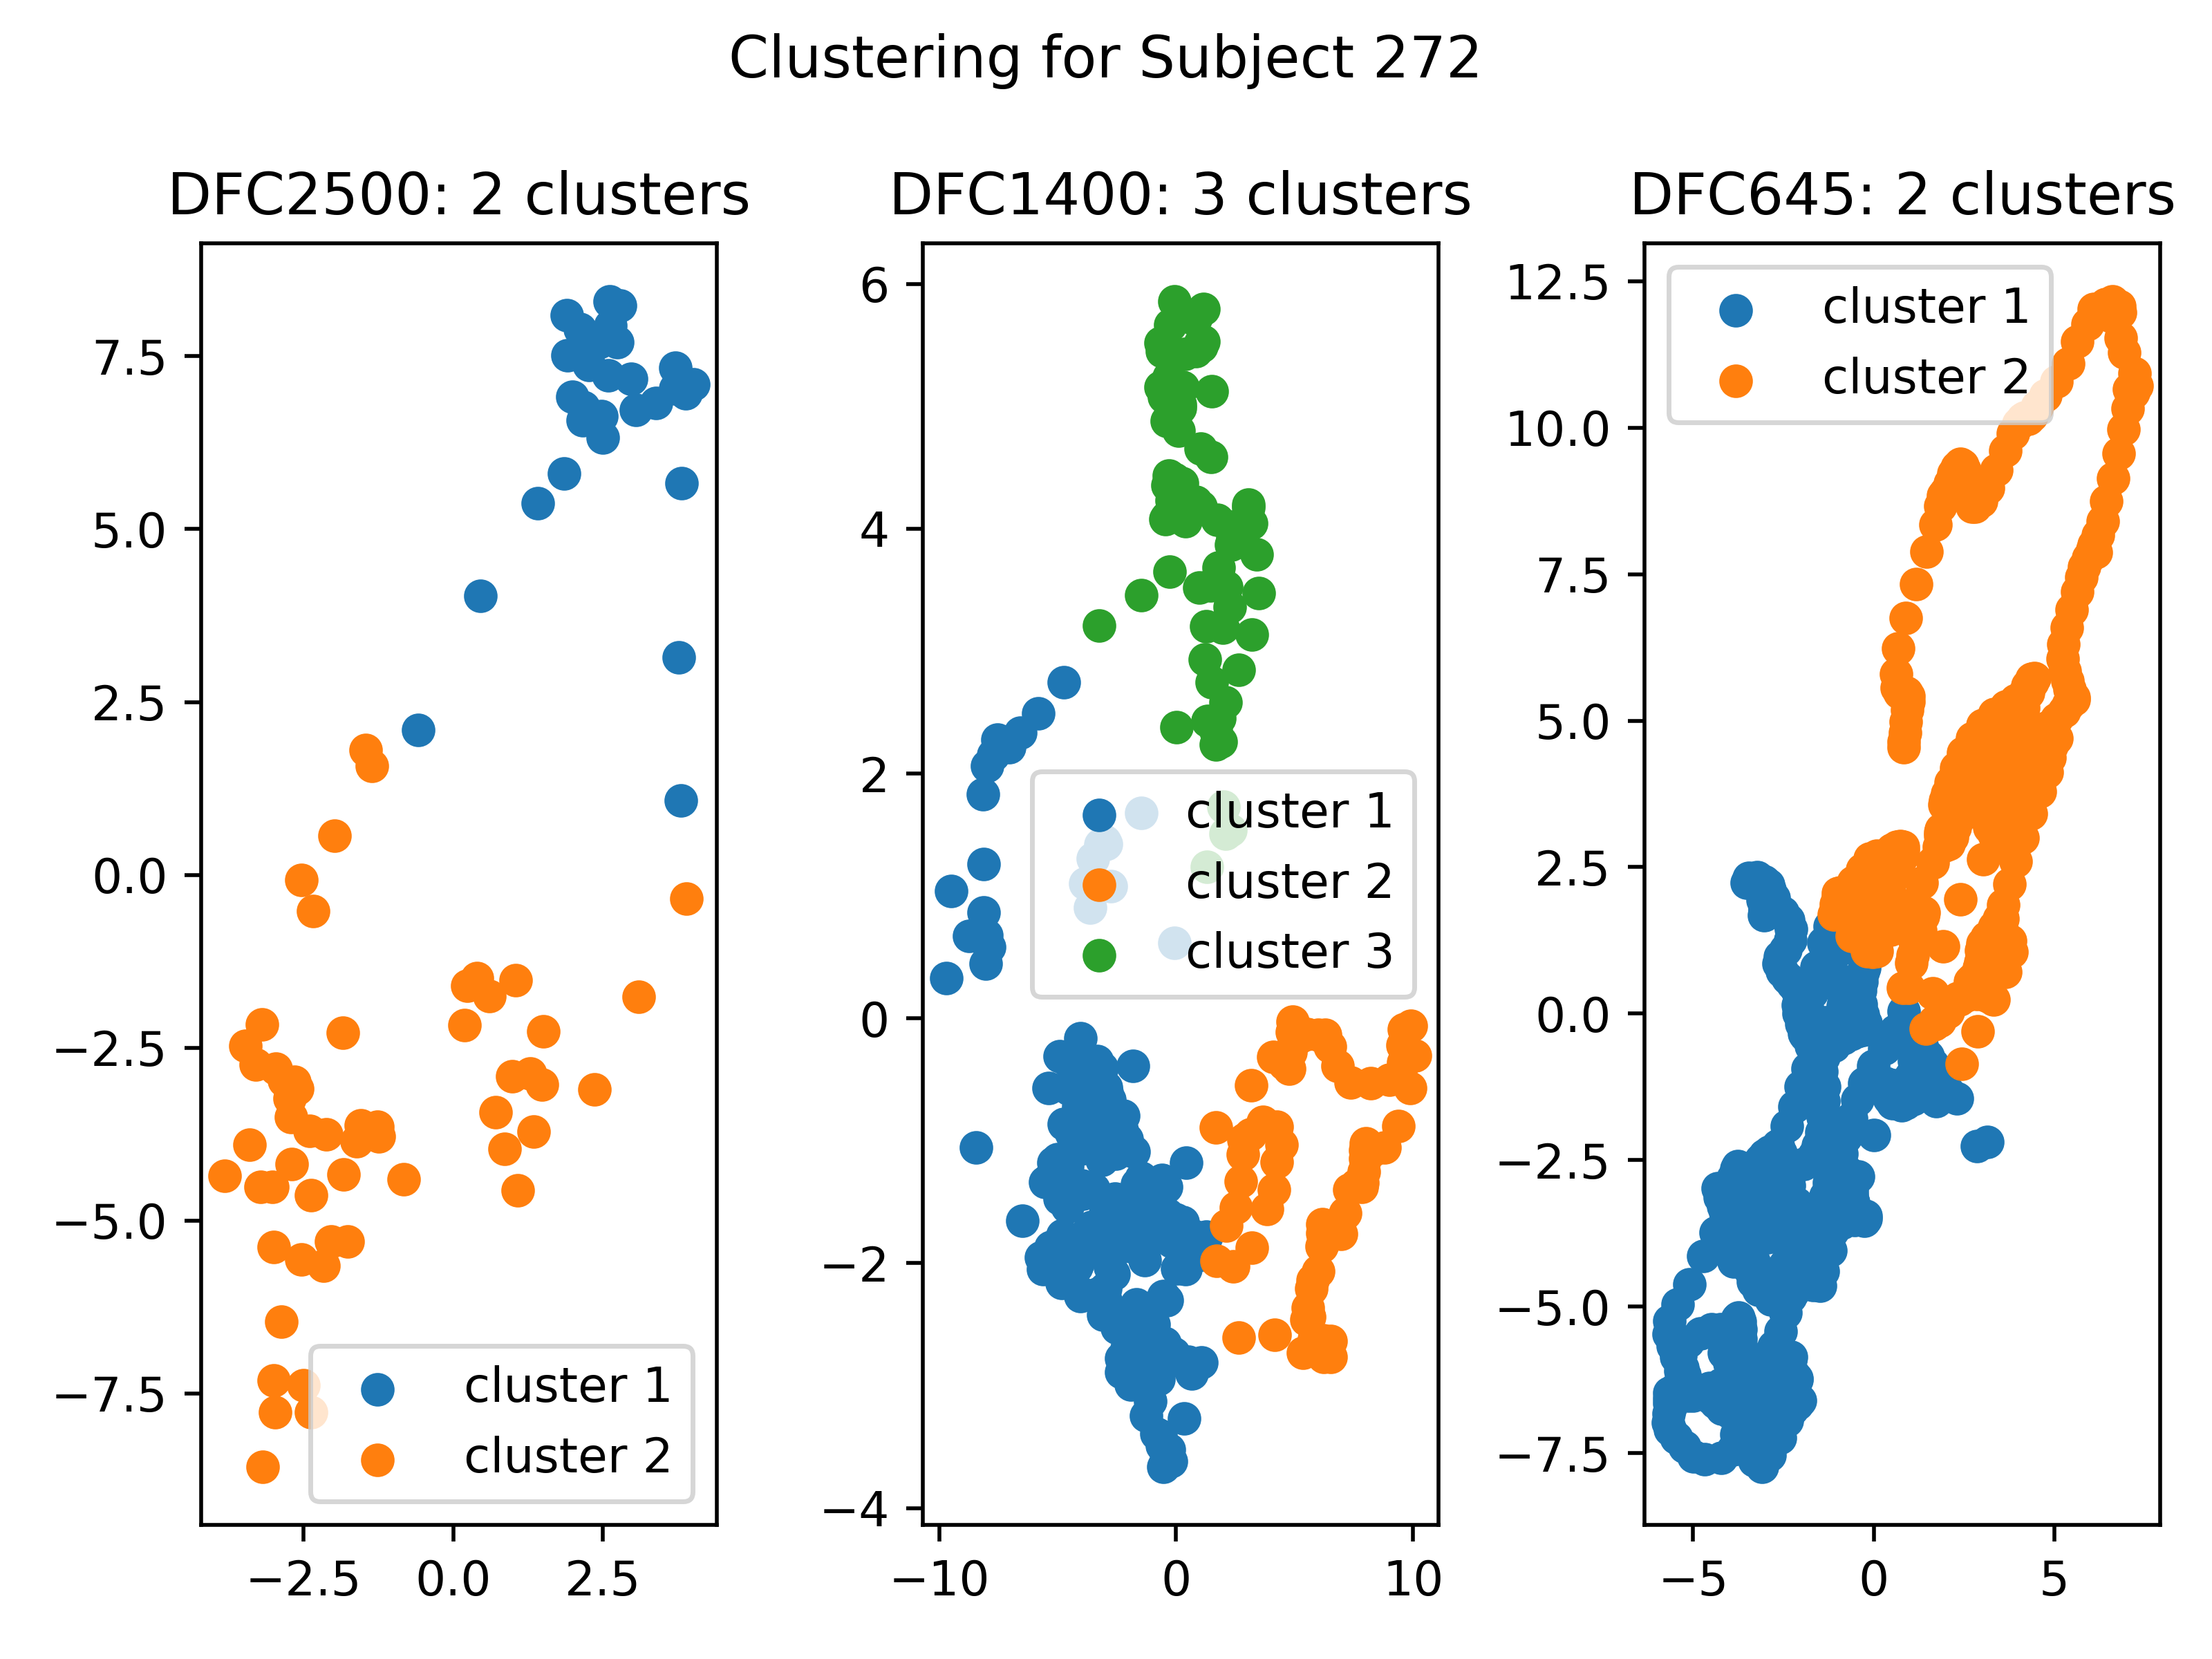 Clustering for Subject 272
DFC2500: 2 clusters
7.5
5.0
2.5
0.0
−2.5
−5.0
−7.5
−2.5 0.0 2.5
cluster 1
cluster 2
DFC1400: 3 clusters
6
4
2
0
−2
−4
−10 0 10
cluster 1
cluster 2
cluster 3
DFC645: 2 clusters
12.5
10.0
7.5
5.0
2.5
0.0
−2.5
−5.0
−7.5
−5 0 5
cluster 1
cluster 2